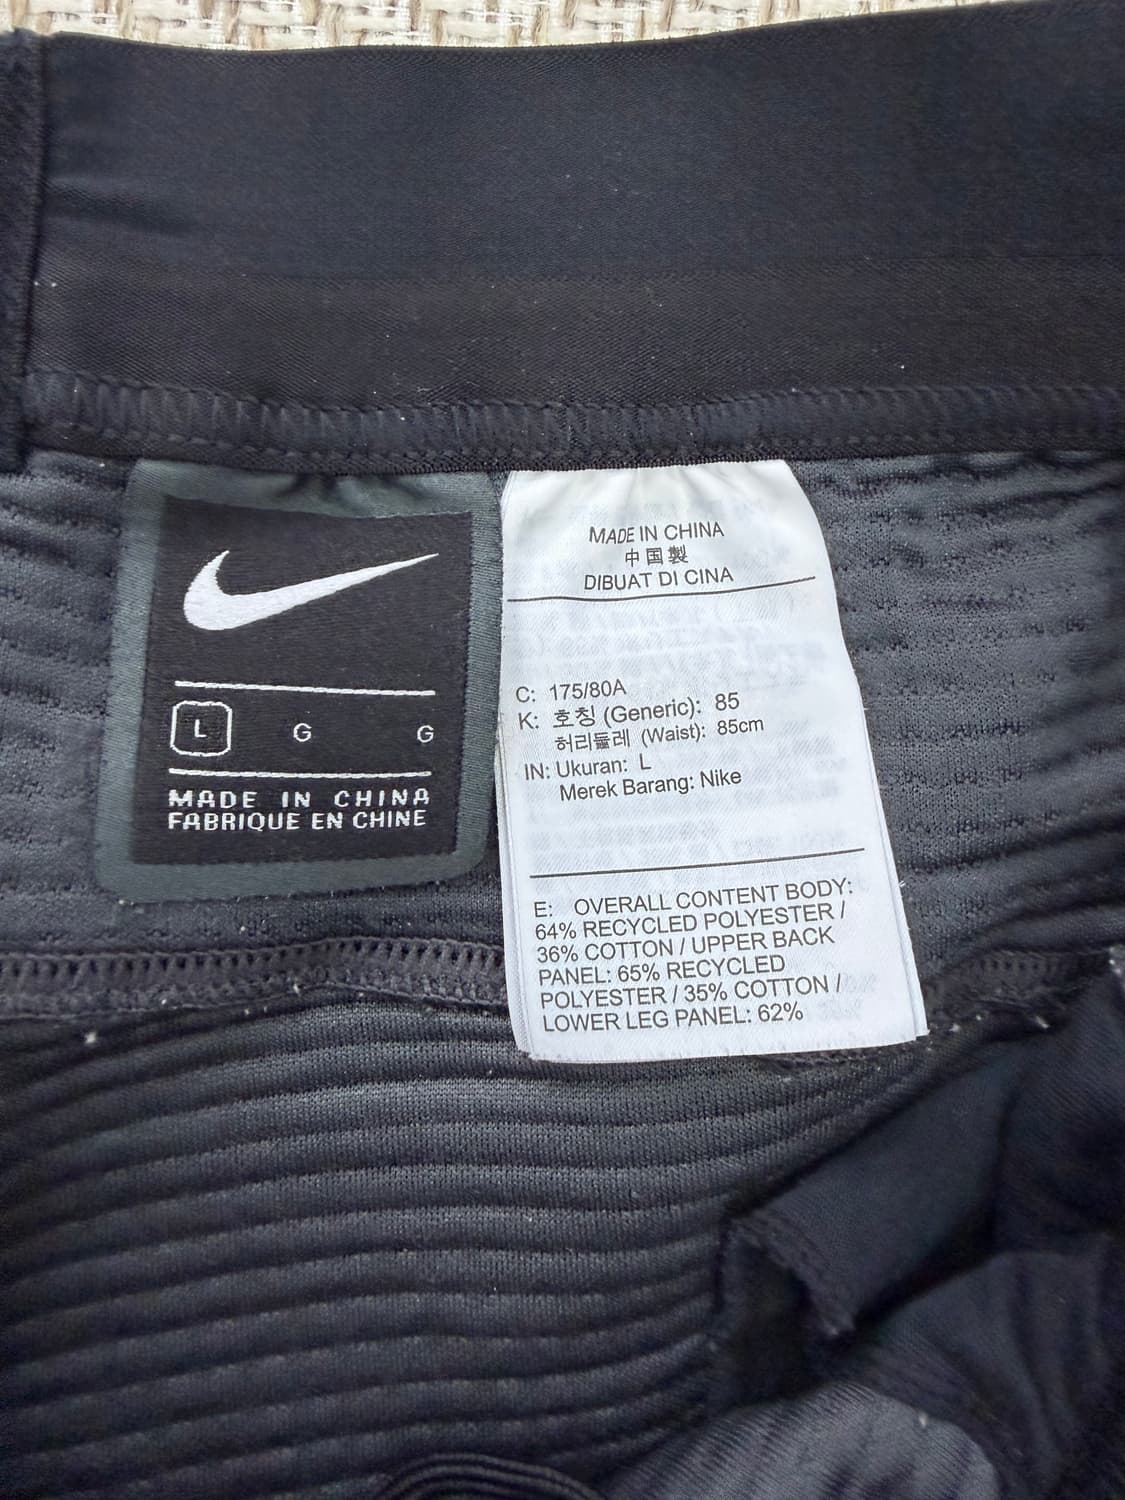 L G G
MADE IN CHINA
FABRIQUE EN CHINE
MADE IN CHINA
中国製
DIBUAT DI CINA
C: 175/80A
K: 호칭 (Generic): 85
허리둘레 (Waist): 85cm
IN: Ukuran: L
Merek Barang: Nike
E: OVERALL CONTENT BODY:
64% RECYCLED POLYESTER /
36% COTTON / UPPER BACK
PANEL: 65% RECYCLED
POLYESTER / 35% COTTON /
LOWER LEG PANEL: 62%